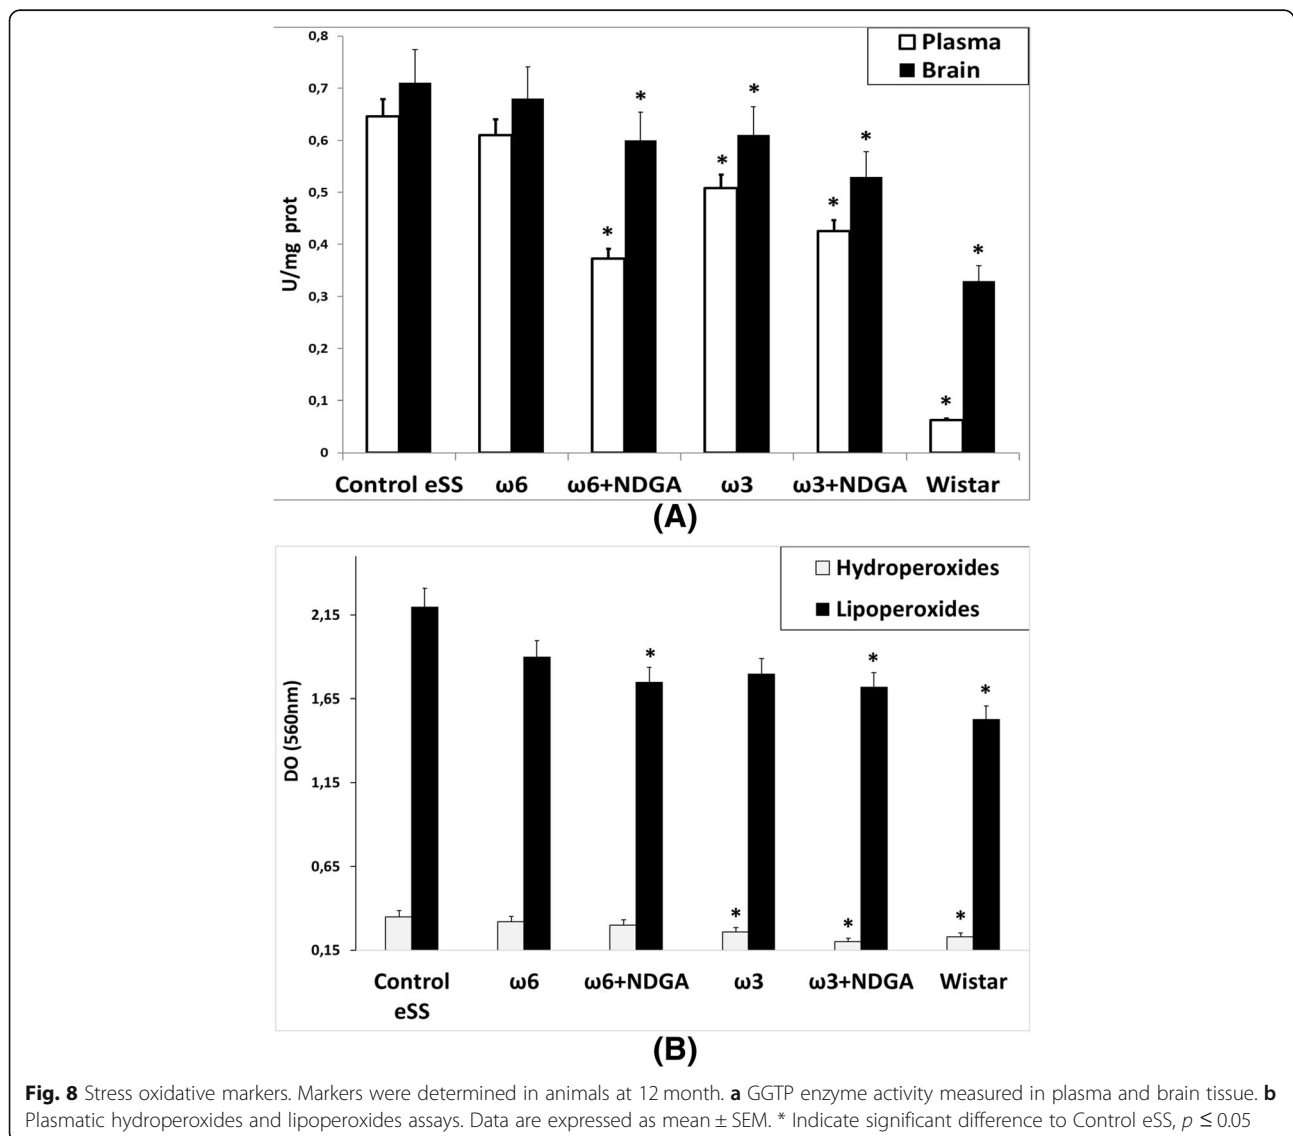 0,8
0,7
0,6
0,5
0,4
0,3
0,2
0,1
0
U/mg prot
Plasma
Brain
*
*
*
*
*
*
*
*
Control eSS ω6 ω6+NDGA ω3 ω3+NDGA Wistar
(A)
2,15
1,65
1,15
0,65
0,15
DO (560nm)
Hydroperoxides
Lipoperoxides
*
*
*
*
*
*
Control eSS ω6 ω6+NDGA ω3 ω3+NDGA Wistar
(B)
Fig. 8 Stress oxidative markers. Markers were determined in animals at 12 month. a GGTP enzyme activity measured in plasma and brain tissue. b
Plasmatic hydroperoxides and lipoperoxides assays. Data are expressed as mean ± SEM. * Indicate significant difference to Control eSS, p ≤ 0.05